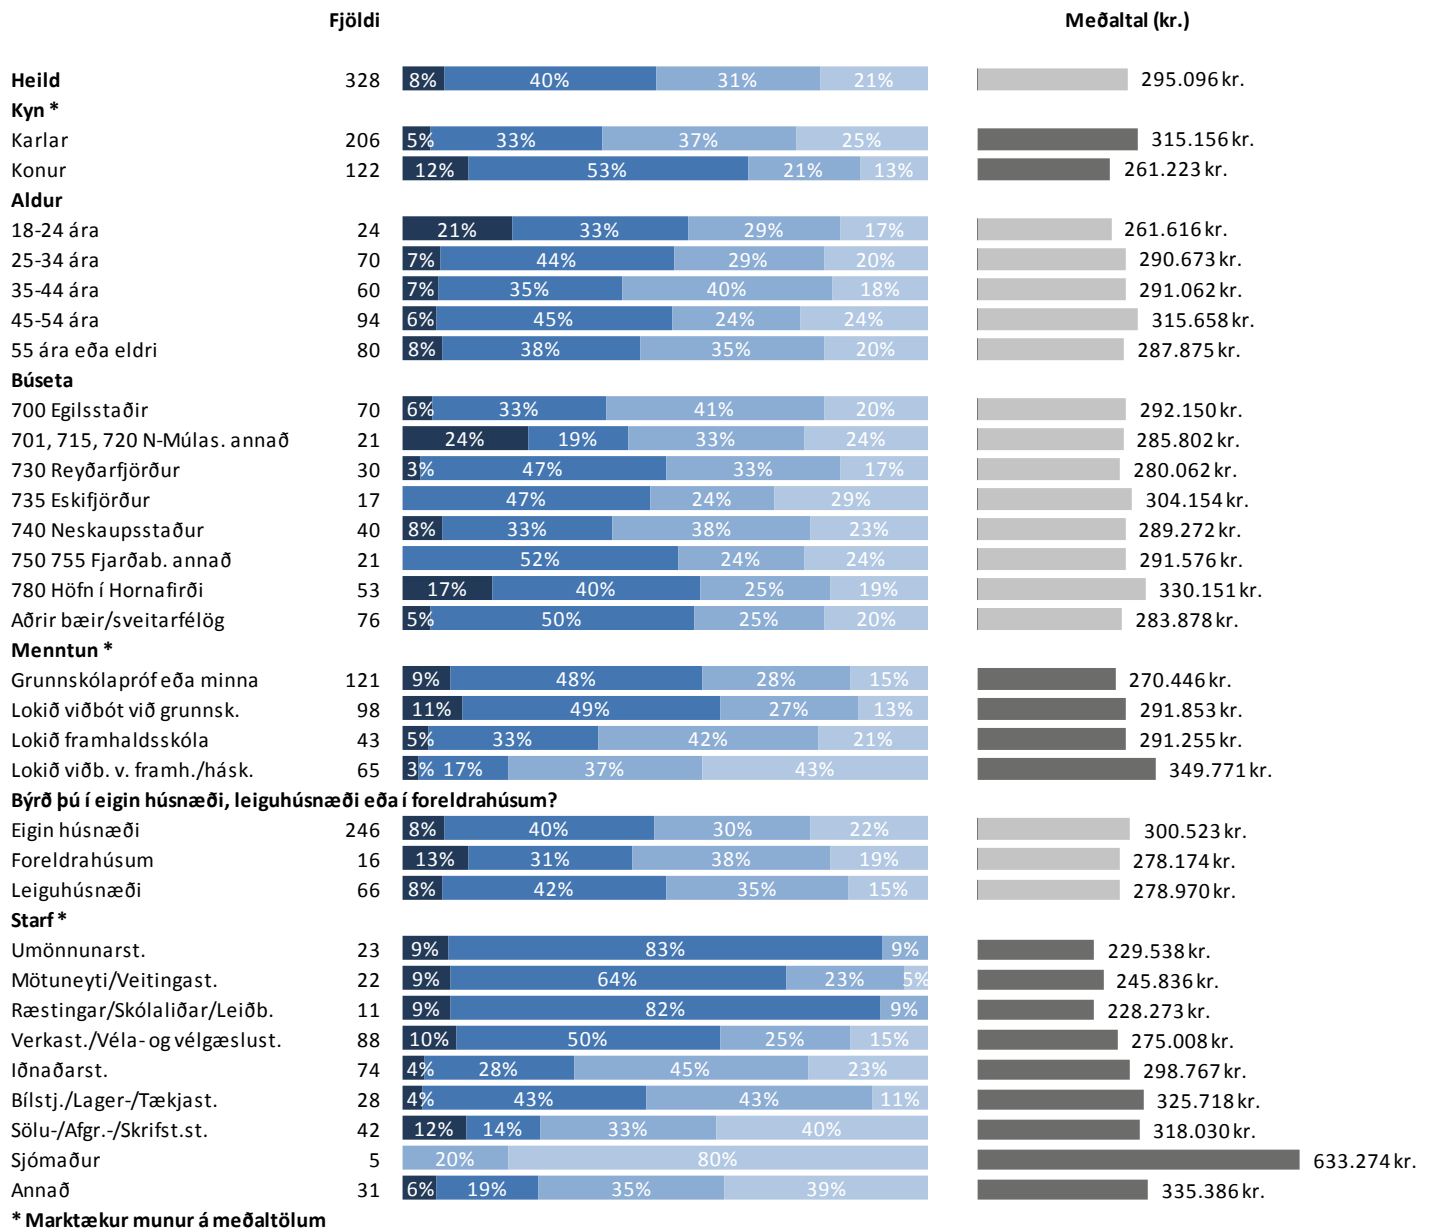 Fjöldi Meðaltal (kr.)
Heild 328 8% 40% 31% 21% 295.096 kr.
Kyn *
Karlar 206 5% 33% 37% 25% 315.156 kr.
Konur 122 12% 53% 21% 13% 261.223 kr.
Aldur
18-24 ára 24 21% 33% 29% 17% 261.616 kr.
25-34 ára 70 7% 44% 29% 20% 290.673 kr.
35-44 ára 60 7% 35% 40% 18% 291.062 kr.
45-54 ára 94 6% 45% 24% 24% 315.658 kr.
55 ára eða eldri 80 8% 38% 35% 20% 287.875 kr.
Búseta
700 Egilsstaðir 70 6% 33% 41% 20% 292.150 kr.
701, 715, 720 N-Múlas. annað 21 24% 19% 33% 24% 285.802 kr.
730 Reyðarfjörður 30 3% 47% 33% 17% 280.062 kr.
735 Eskifjörður 17 47% 24% 29% 304.154 kr.
740 Neskaupsstaður 40 8% 33% 38% 23% 289.272 kr.
750 755 Fjarðab. annað 21 52% 24% 24% 291.576 kr.
780 Höfn í Hornafirði 53 17% 40% 25% 19% 330.151 kr.
Aðrir bæir/sveitarfélög 76 5% 50% 25% 20% 283.878 kr.
Menntun *
Grunnskólapróf eða minna 121 9% 48% 28% 15% 270.446 kr.
Lokið viðbót við grunnsk. 98 11% 49% 27% 13% 291.853 kr.
Lokið framhaldsskóla 43 5% 33% 42% 21% 291.255 kr.
Lokið viðb. v. framh./hásk. 65 3% 17% 37% 43% 349.771 kr.
Býrð þú í eigin húsnæði, leiguhúsnæði eða í foreldrahúsum?
Eigin húsnæði 246 8% 40% 30% 22% 300.523 kr.
Foreldrahúsum 16 13% 31% 38% 19% 278.174 kr.
Leiguhúsnæði 66 8% 42% 35% 15% 278.970 kr.
Starf *
Umönnunarst. 23 9% 83% 9% 229.538 kr.
Mötuneyti/Veitingast. 22 9% 64% 23% 5% 245.836 kr.
Ræstingar/Skólaliðar/Leiðb. 11 9% 82% 9% 228.273 kr.
Verkast./Véla- og vélgæslust. 88 10% 50% 25% 15% 275.008 kr.
Iðnaðarst. 74 4% 28% 45% 23% 298.767 kr.
Bílstj./Lager-/Tækjast. 28 4% 43% 43% 11% 325.718 kr.
Sölu-/Afgr.-/Skrifst.st. 42 12% 14% 33% 40% 318.030 kr.
Sjómaður 5 20% 80% 633.274 kr.
Annað 31 6% 19% 35% 39% 335.386 kr.
* Marktækur munur á meðaltölum